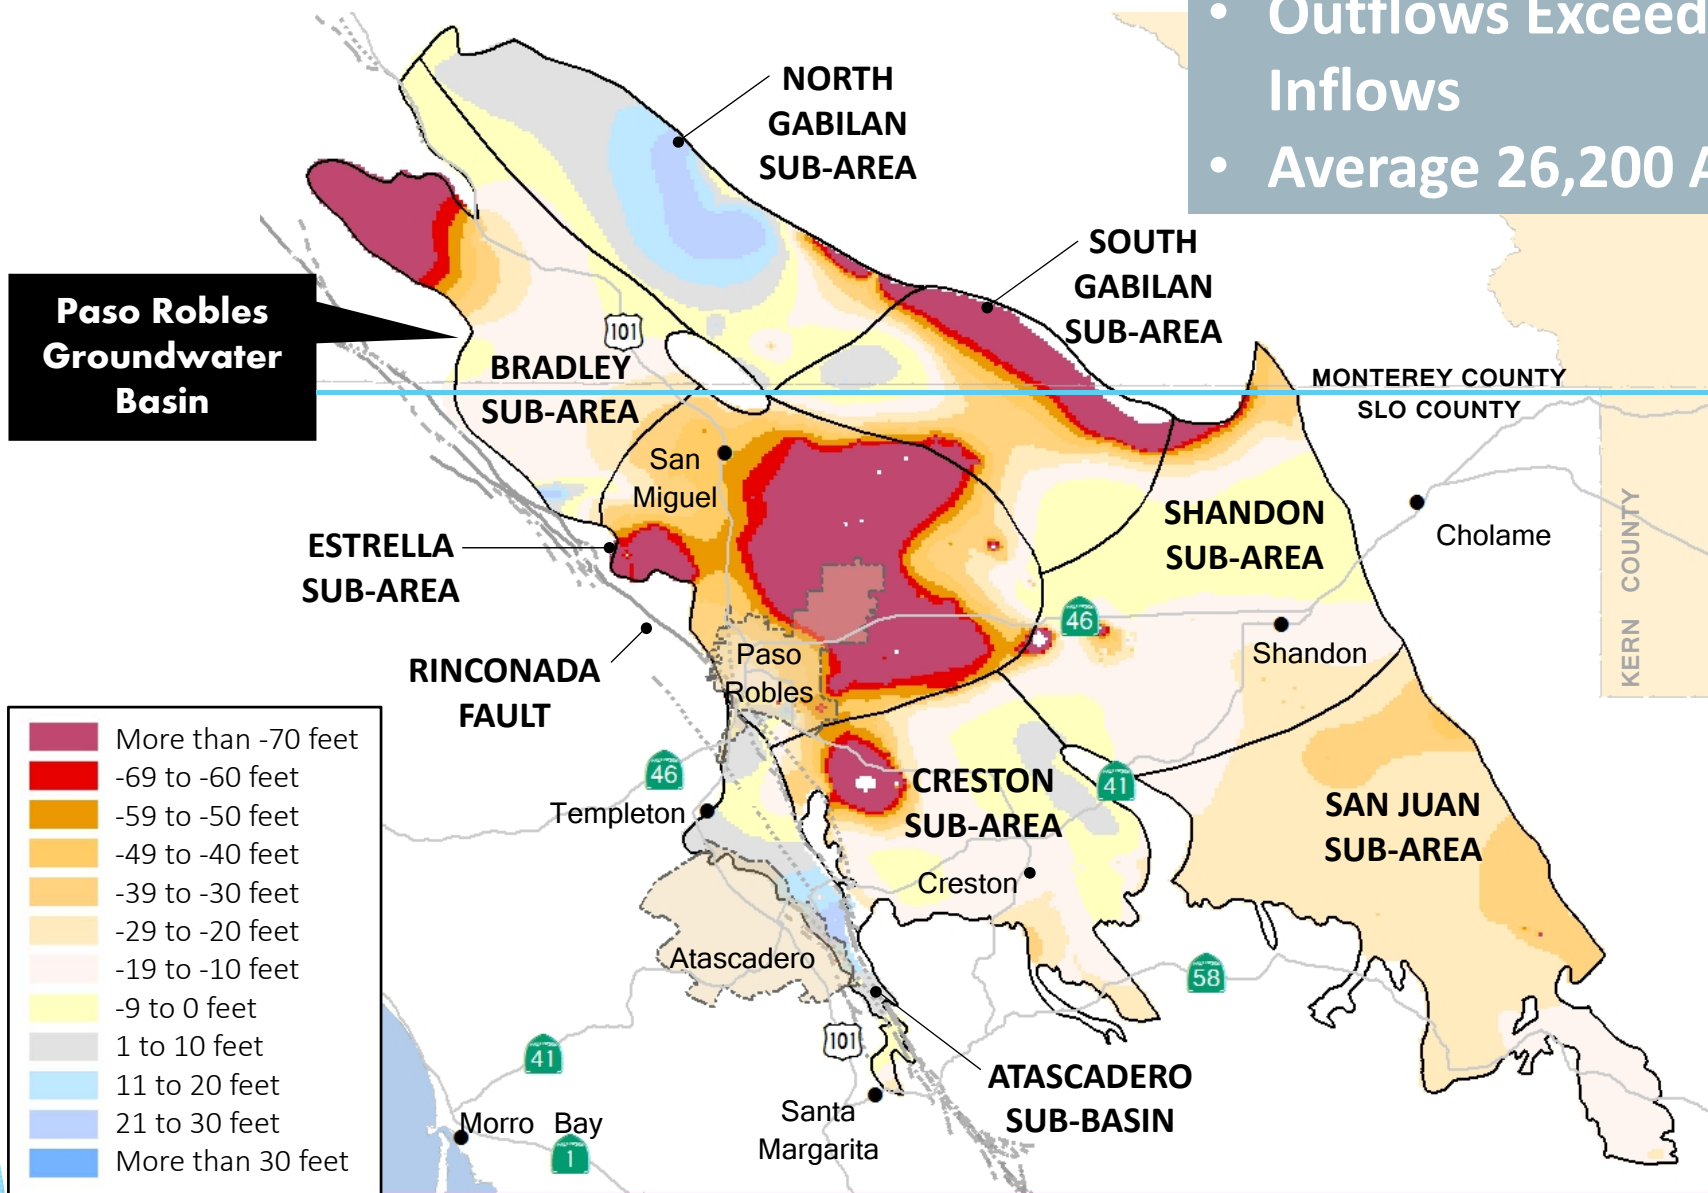 • Outflows Exceed
Inflows
• Average 26,200 A
NORTH
GABILAN
SUB-AREA
SOUTH
GABILAN
SUB-AREA
Paso Robles
Groundwater
Basin
101
BRADLEY
SUB-AREA
MONTEREY COUNTY
SLO COUNTY
San
Miguel
SHANDON
SUB-AREA
Cholame
KERN COUNTY
ESTRELLA
SUB-AREA
46
Shandon
RINCONADA
FAULT
Paso
Robles
46
Templeton
CRESTON
SUB-AREA
41
SAN JUAN
SUB-AREA
Creston
Atascadero
58
101
41
ATASCADERO
SUB-BASIN
Santa
Margarita
Morro Bay
1
More than -70 feet
-69 to -60 feet
-59 to -50 feet
-49 to -40 feet
-39 to -30 feet
-29 to -20 feet
-19 to -10 feet
-9 to 0 feet
1 to 10 feet
11 to 20 feet
21 to 30 feet
More than 30 feet